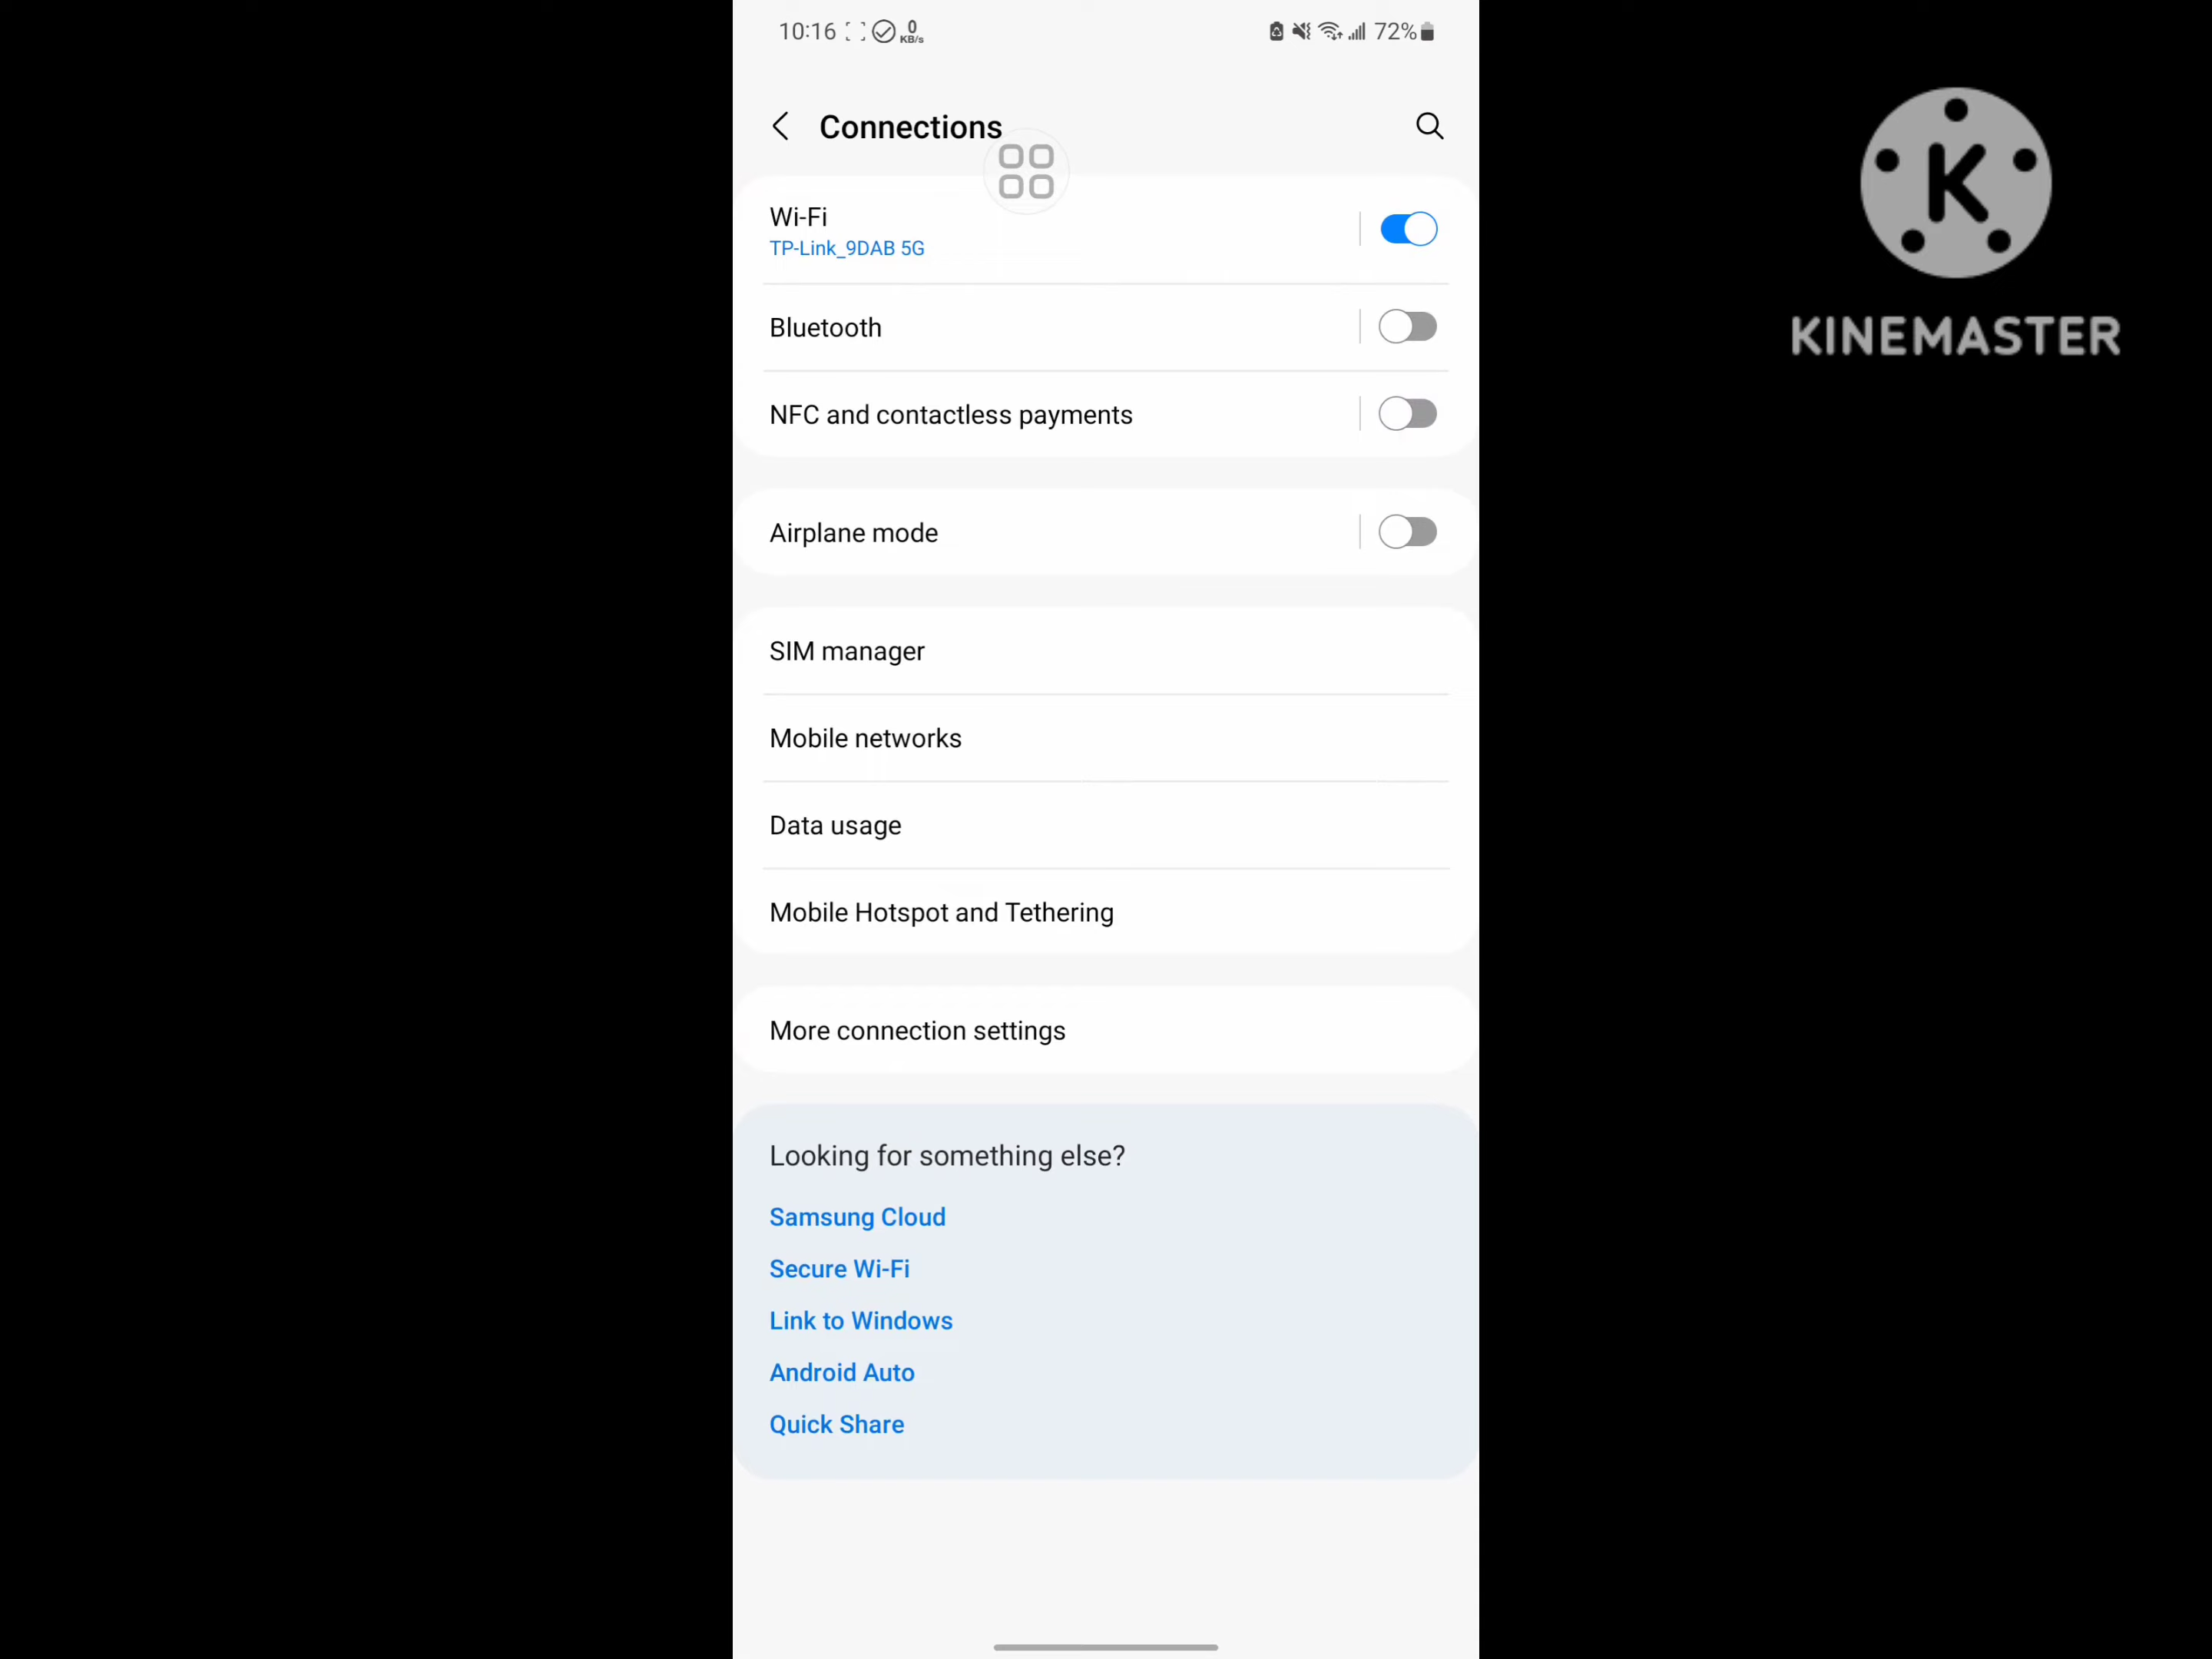 10:16 0 KB/s 72%
Connections
Wi-Fi
TP-Link_9DAB 5G
Bluetooth
NFC and contactless payments
Airplane mode
SIM manager
Mobile networks
Data usage
Mobile Hotspot and Tethering
More connection settings
Looking for something else?
Samsung Cloud
Secure Wi-Fi
Link to Windows
Android Auto
Quick Share
K
KINEMASTER